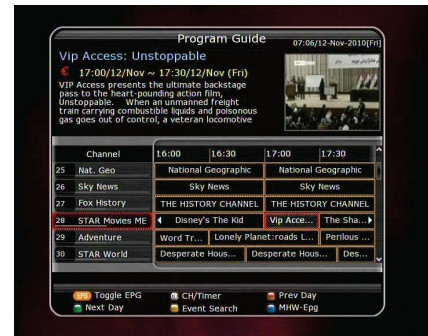 Program Guide
07:06/12-Nov-2010[Fri]
Vip Access: Unstoppable
17:00/12/Nov ~ 17:30/12/Nov (Fri)
VIP Access presents the ultimate backstage
pass to the heart-pounding action film,
Unstoppable. When an unmanned freight
train carrying combustible liquids and poisonous
gas goes out of control, a veteran locomotive
Channel 16:00 16:30 17:00 17:30
25 Nat. Geo National Geographic National Geographic
26 Sky News Sky News Sky News
27 Fox History THE HISTORY CHANNEL THE HISTORY CHANNEL
28 STAR Movies ME Disney's The Kid Vip Acce... The Sha...
29 Adventure Word Tr... Lonely Planet:roads L... Perilous ...
30 STAR World Desperate Hous... Desperate Hous... Des...
EPG Toggle EPG CH/Timer Prev Day
Next Day Event Search MHW-Epg